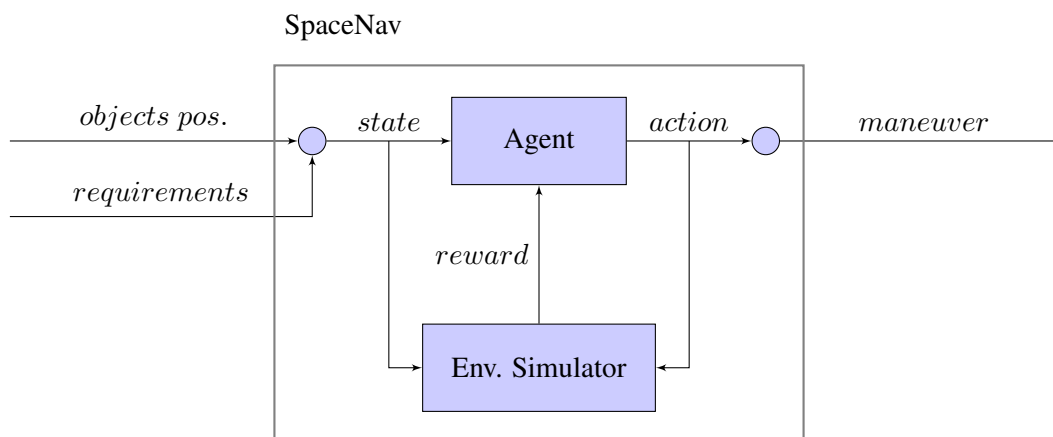 SpaceNav
objects pos.
state
Agent
action
maneuver
requirements
reward
Env. Simulator